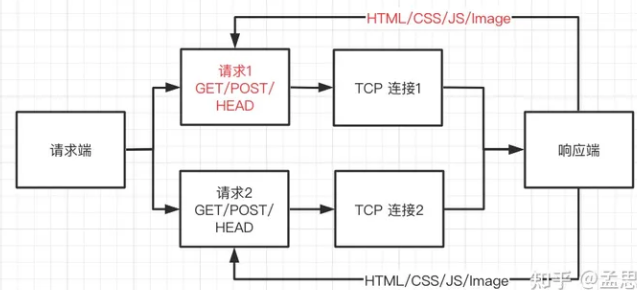 HTML/CSS/JS/Image
请求1
GET/POST/
HEAD
TCP 连接1
请求端
响应端
请求2
GET/POST/
HEAD
TCP 连接2
HTML/CSS/JS/Image
知乎 @孟思